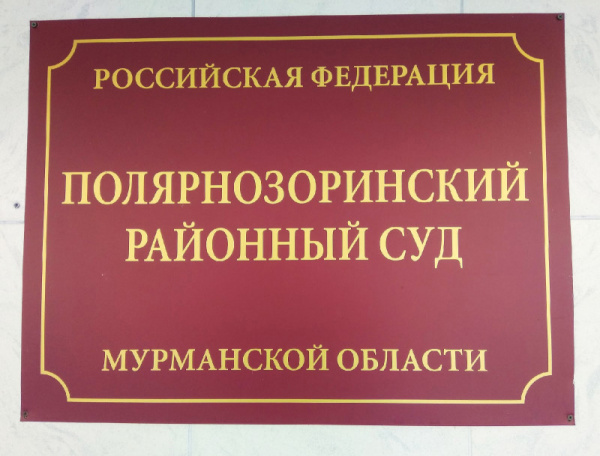 РОССИЙСКАЯ ФЕДЕРАЦИЯ
ПОЛЯРНОЗОРИНСКИЙ
РАЙОННЫЙ СУД
МУРМАНСКОЙ ОБЛАСТИ